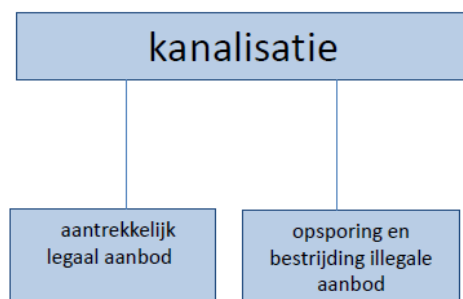 kanalisatie
aantrekkelijk
legaal aanbod
opsporing en
bestrijding illegale
aanbod